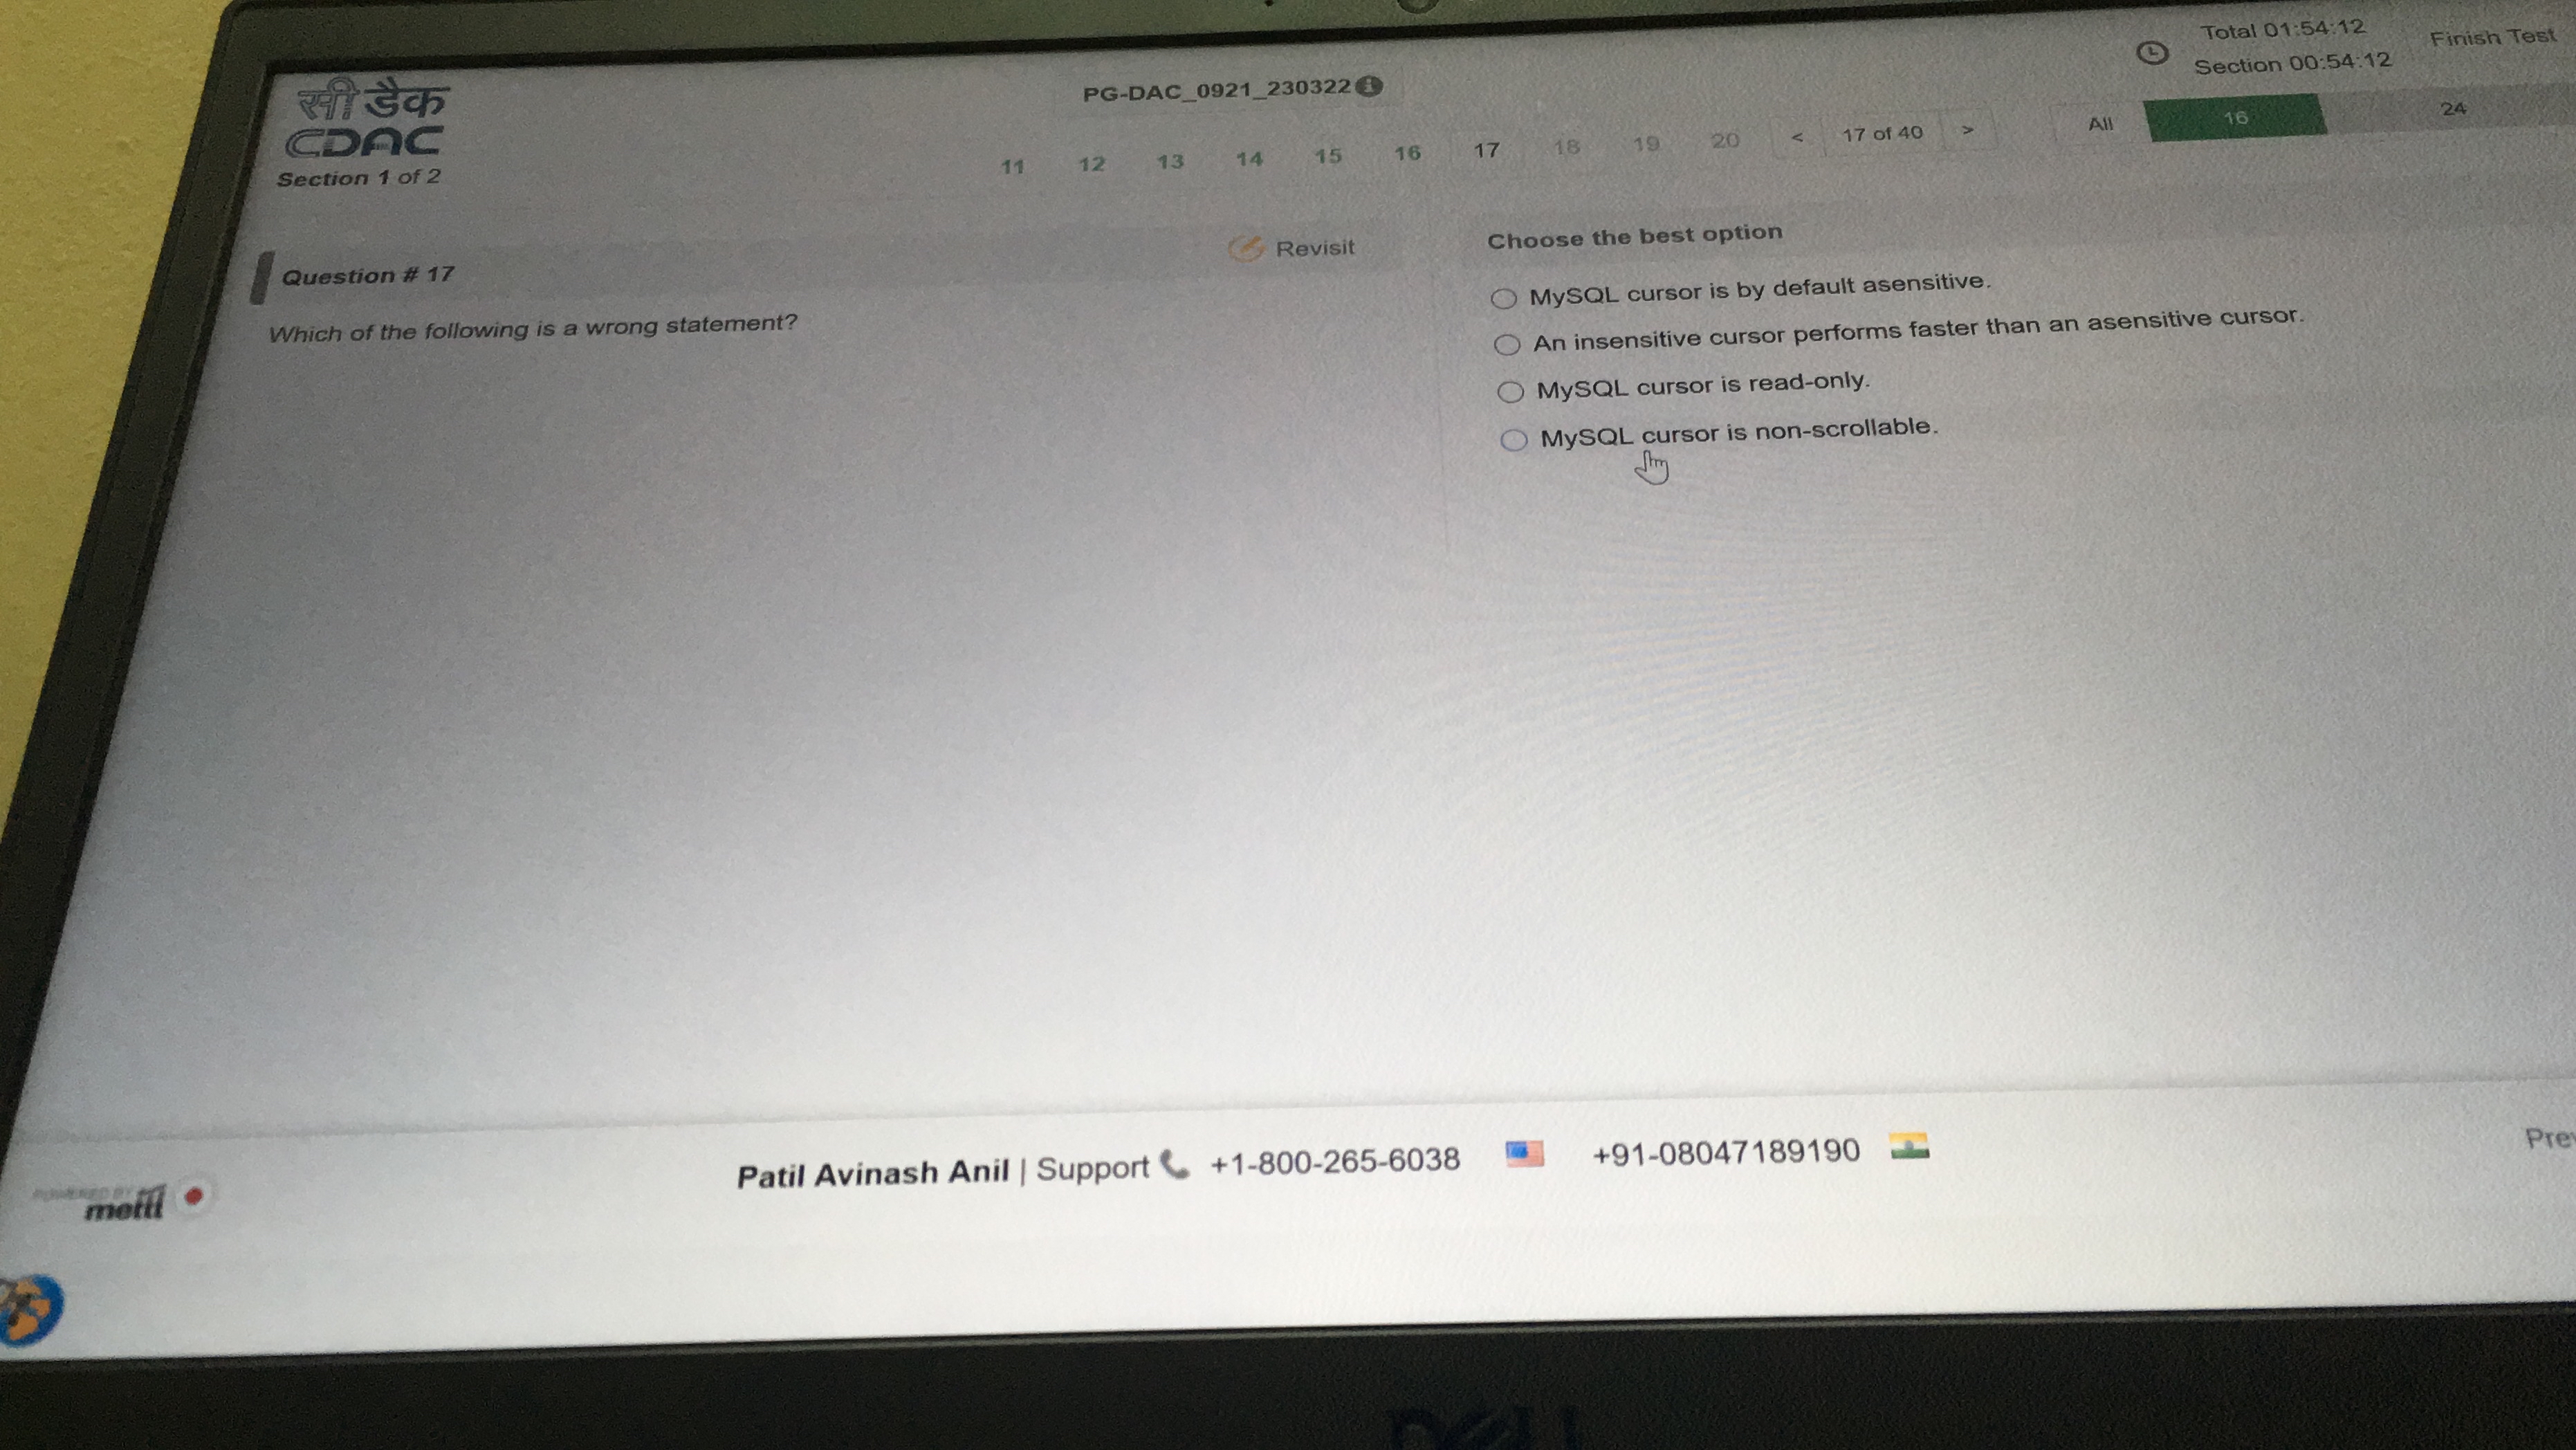 सी डैक
CDAC
Section 1 of 2
PG-DAC_0921_230322
Total 01:54:12
Section 00:54:12
Finish Test
11 12 13 14 15 16 17 18 19 20 < 17 of 40 >
All 16 24
Question # 17
Revisit
Which of the following is a wrong statement?
Choose the best option
MySQL cursor is by default asensitive.
An insensitive cursor performs faster than an asensitive cursor.
MySQL cursor is read-only.
MySQL cursor is non-scrollable.
POWERED BY
mettl
Patil Avinash Anil | Support +1-800-265-6038 +91-08047189190
DELL